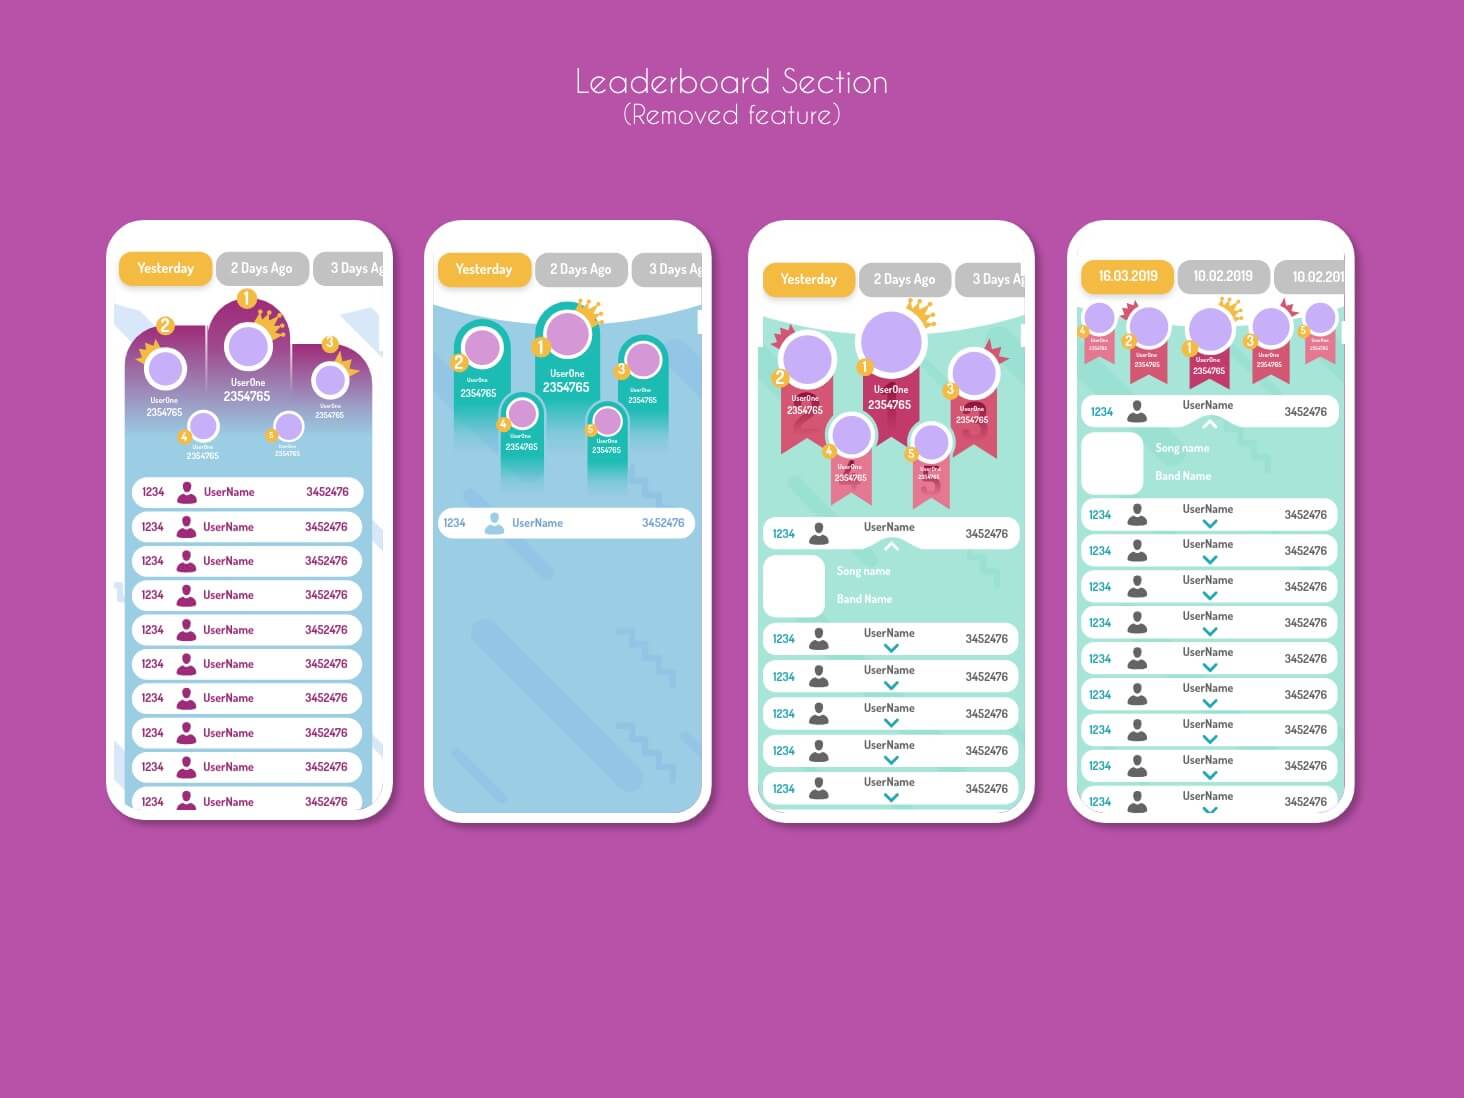 Leaderboard Section
(Removed feature)
Yesterday
2 Days Ago
3 Days Ag
1
2
3
UserOne
2354765
UserOne
2354765
UserOne
2354765
4
UserOne
2354765
5
UserOne
2354765
1234 UserName 3452476
1234 UserName 3452476
1234 UserName 3452476
1234 UserName 3452476
1234 UserName 3452476
1234 UserName 3452476
1234 UserName 3452476
1234 UserName 3452476
1234 UserName 3452476
1234 UserName 3452476
Yesterday
2 Days Ago
3 Days Ag
1
2
3
UserOne
2354765
UserOne
2354765
UserOne
2354765
4
UserOne
2354765
5
UserOne
2354765
1234 UserName 3452476
Yesterday
2 Days Ago
3 Days A
1
2
3
UserOne
2354765
UserOne
2354765
UserOne
2354765
4
UserOne
2354765
5
UserOne
2354765
1234 UserName 3452476
Song name
Band Name
1234 UserName 3452476
1234 UserName 3452476
1234 UserName 3452476
1234 UserName 3452476
1234 UserName 3452476
16.03.2019
10.02.2019
10.02.201
4
UserOne
2354765
2
UserOne
2354765
1
UserOne
2354765
3
UserOne
2354765
5
UserOne
2354765
1234 UserName 3452476
Song name
Band Name
1234 UserName 3452476
1234 UserName 3452476
1234 UserName 3452476
1234 UserName 3452476
1234 UserName 3452476
1234 UserName 3452476
1234 UserName 3452476
1234 UserName 3452476
1234 UserName 3452476